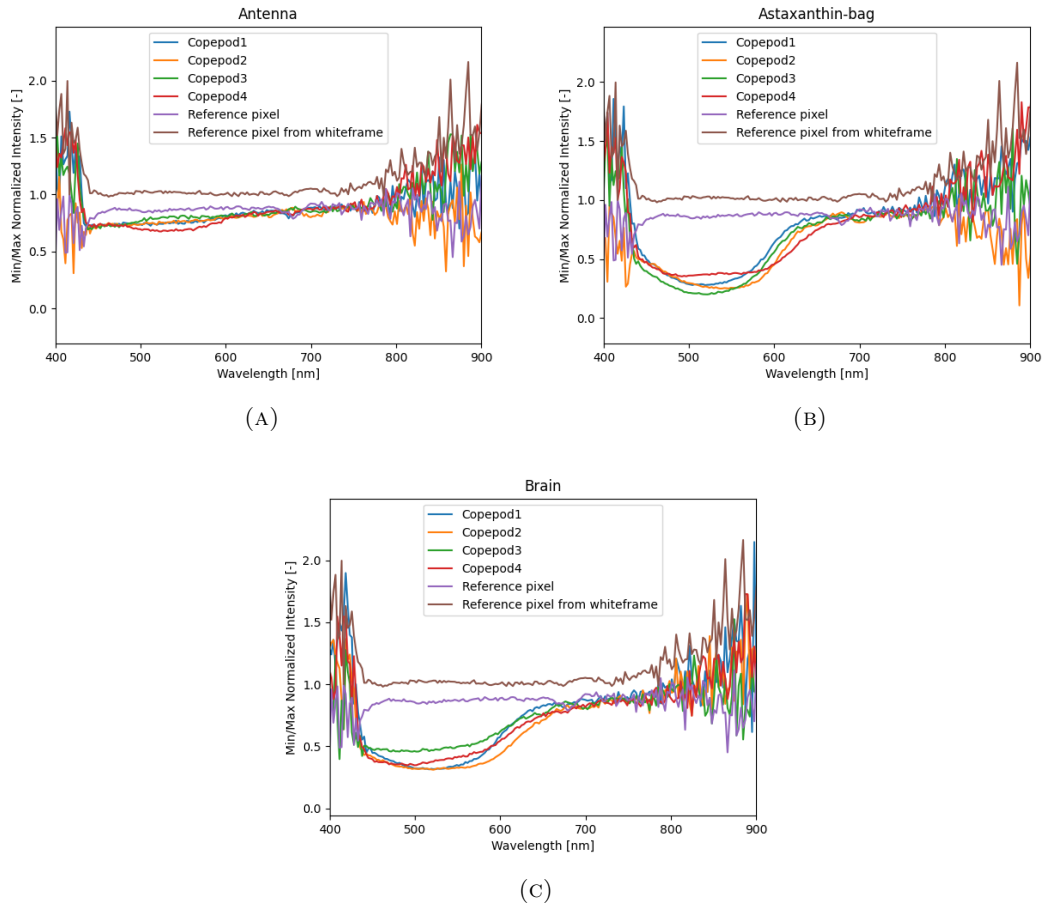 Antenna
Min/Max Normalized Intensity [-]
2.0
1.5
1.0
0.5
0.0
Copepod1
Copepod2
Copepod3
Copepod4
Reference pixel
Reference pixel from whiteframe
400 500 600 700 800 900
Wavelength [nm]
(A)
Astaxanthin-bag
Min/Max Normalized Intensity [-]
2.0
1.5
1.0
0.5
0.0
Copepod1
Copepod2
Copepod3
Copepod4
Reference pixel
Reference pixel from whiteframe
400 500 600 700 800 900
Wavelength [nm]
(B)
Brain
Min/Max Normalized Intensity [-]
2.0
1.5
1.0
0.5
0.0
Copepod1
Copepod2
Copepod3
Copepod4
Reference pixel
Reference pixel from whiteframe
400 500 600 700 800 900
Wavelength [nm]
(C)